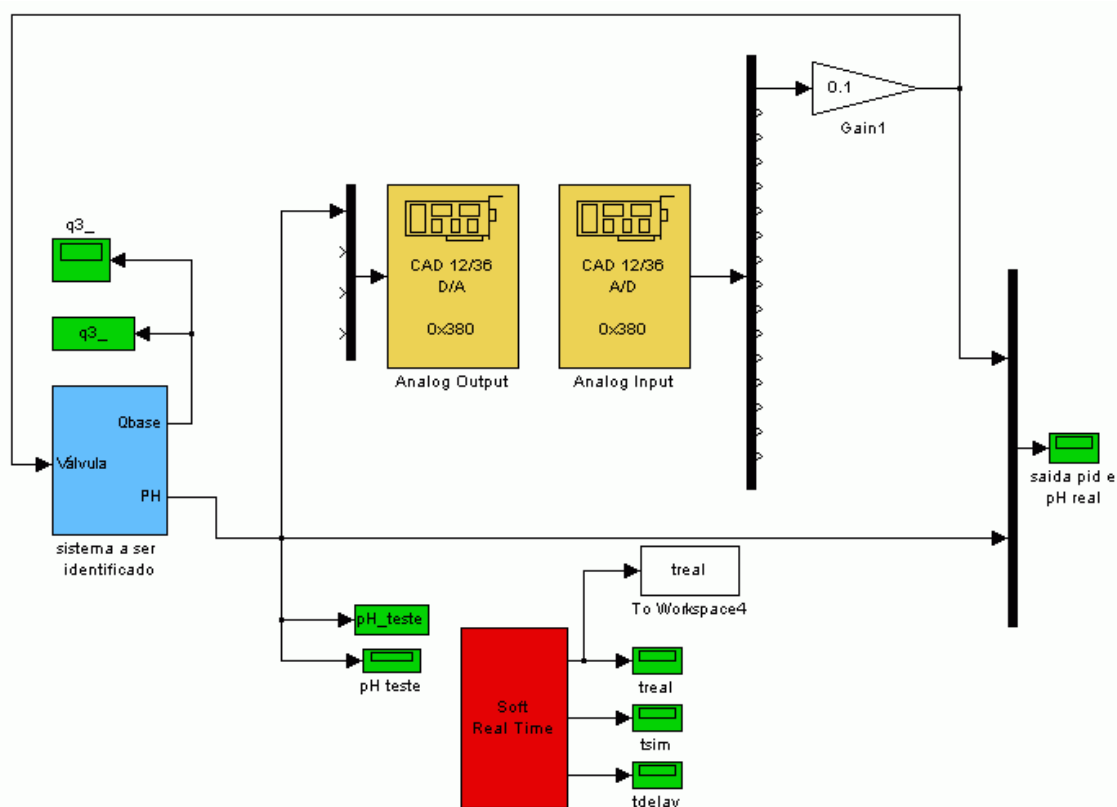 0.1
Gain1
q3_
q3_
CAD 12/36
D/A
0x380
Analog Output
CAD 12/36
A/D
0x380
Analog Input
Qbase
Válvula
PH
sistema a ser
identificado
saida pid e
pH real
treal
To Workspace4
pH_teste
pH teste
Soft
Real Time
treal
tsim
tdelay